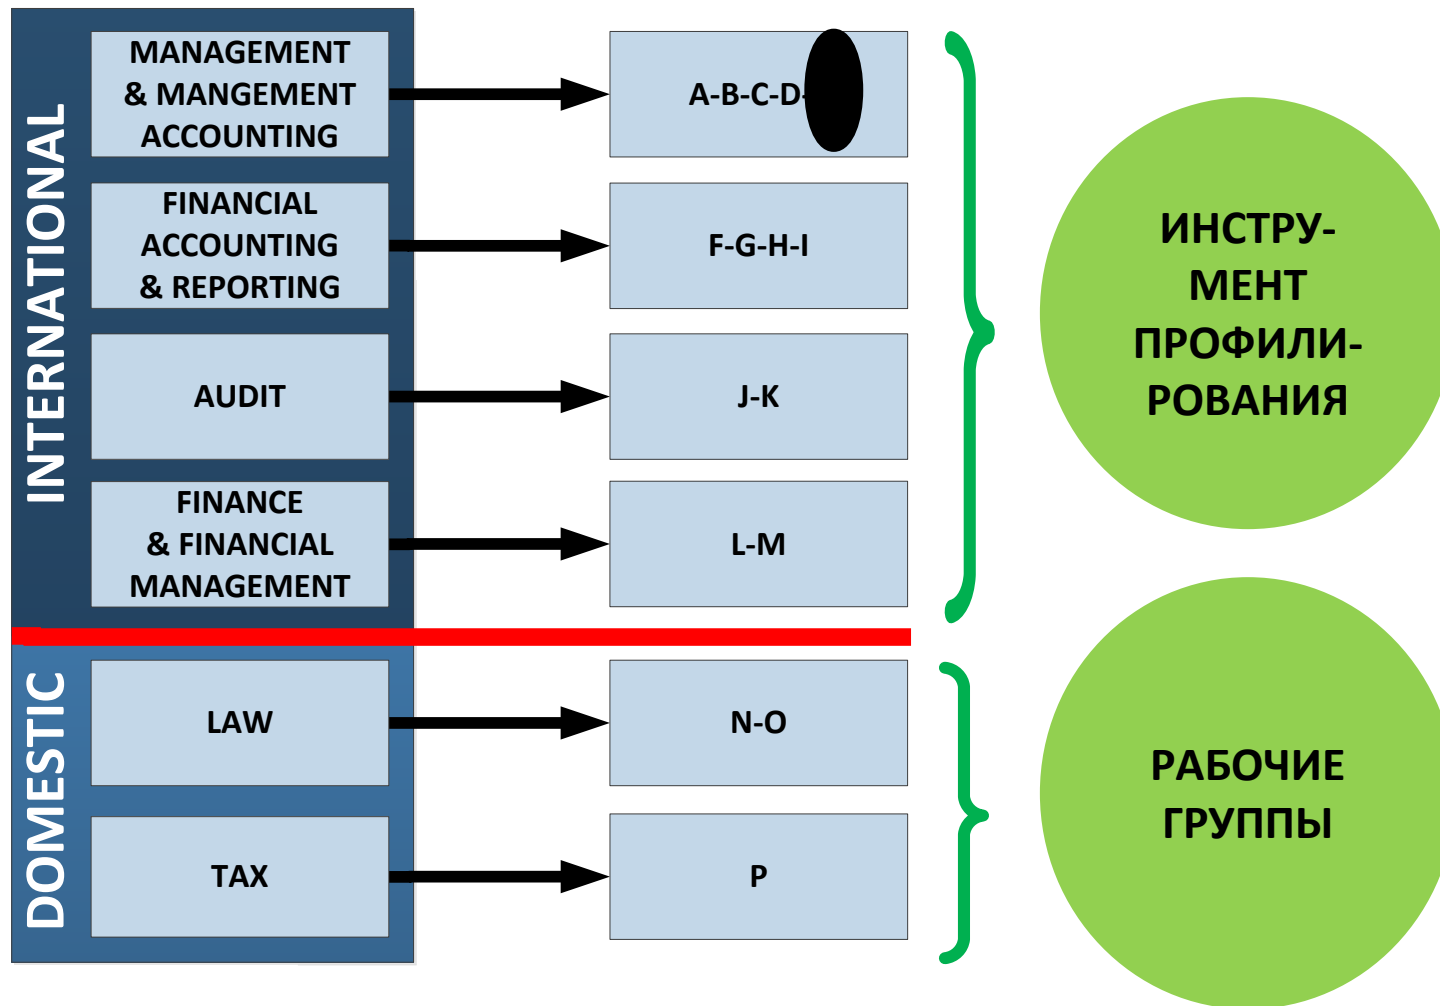 INTERNATIONAL
MANAGEMENT
& MANGEMENT
ACCOUNTING
A-B-C-D-
FINANCIAL
ACCOUNTING
& REPORTING
F-G-H-I
AUDIT
J-K
FINANCE
& FINANCIAL
MANAGEMENT
L-M
ИНСТРУ-
МЕНТ
ПРОФИЛИ-
РОВАНИЯ
DOMESTIC
LAW
N-O
TAX
P
РАБОЧИЕ
ГРУППЫ